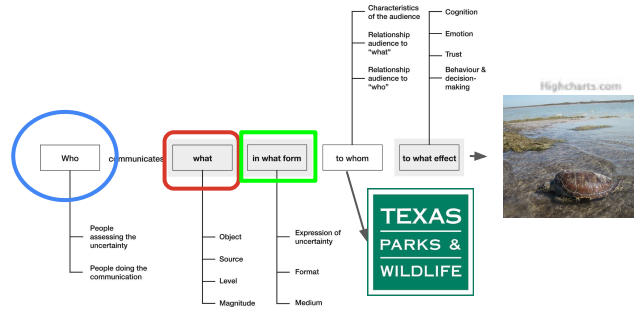 Characteristics
of the audience
Relationship
audience to
"what"
Relationship
audience to
"who"
Cognition
Emotion
Trust
Behaviour &
decision-
making
Highcharts.com
Who
communicates
what
in what form
to whom
to what effect
People
assessing the
uncertainty
People doing the
communication
Object
Source
Level
Magnitude
Expression of
uncertainty
Format
Medium
TEXAS
PARKS &
WILDLIFE